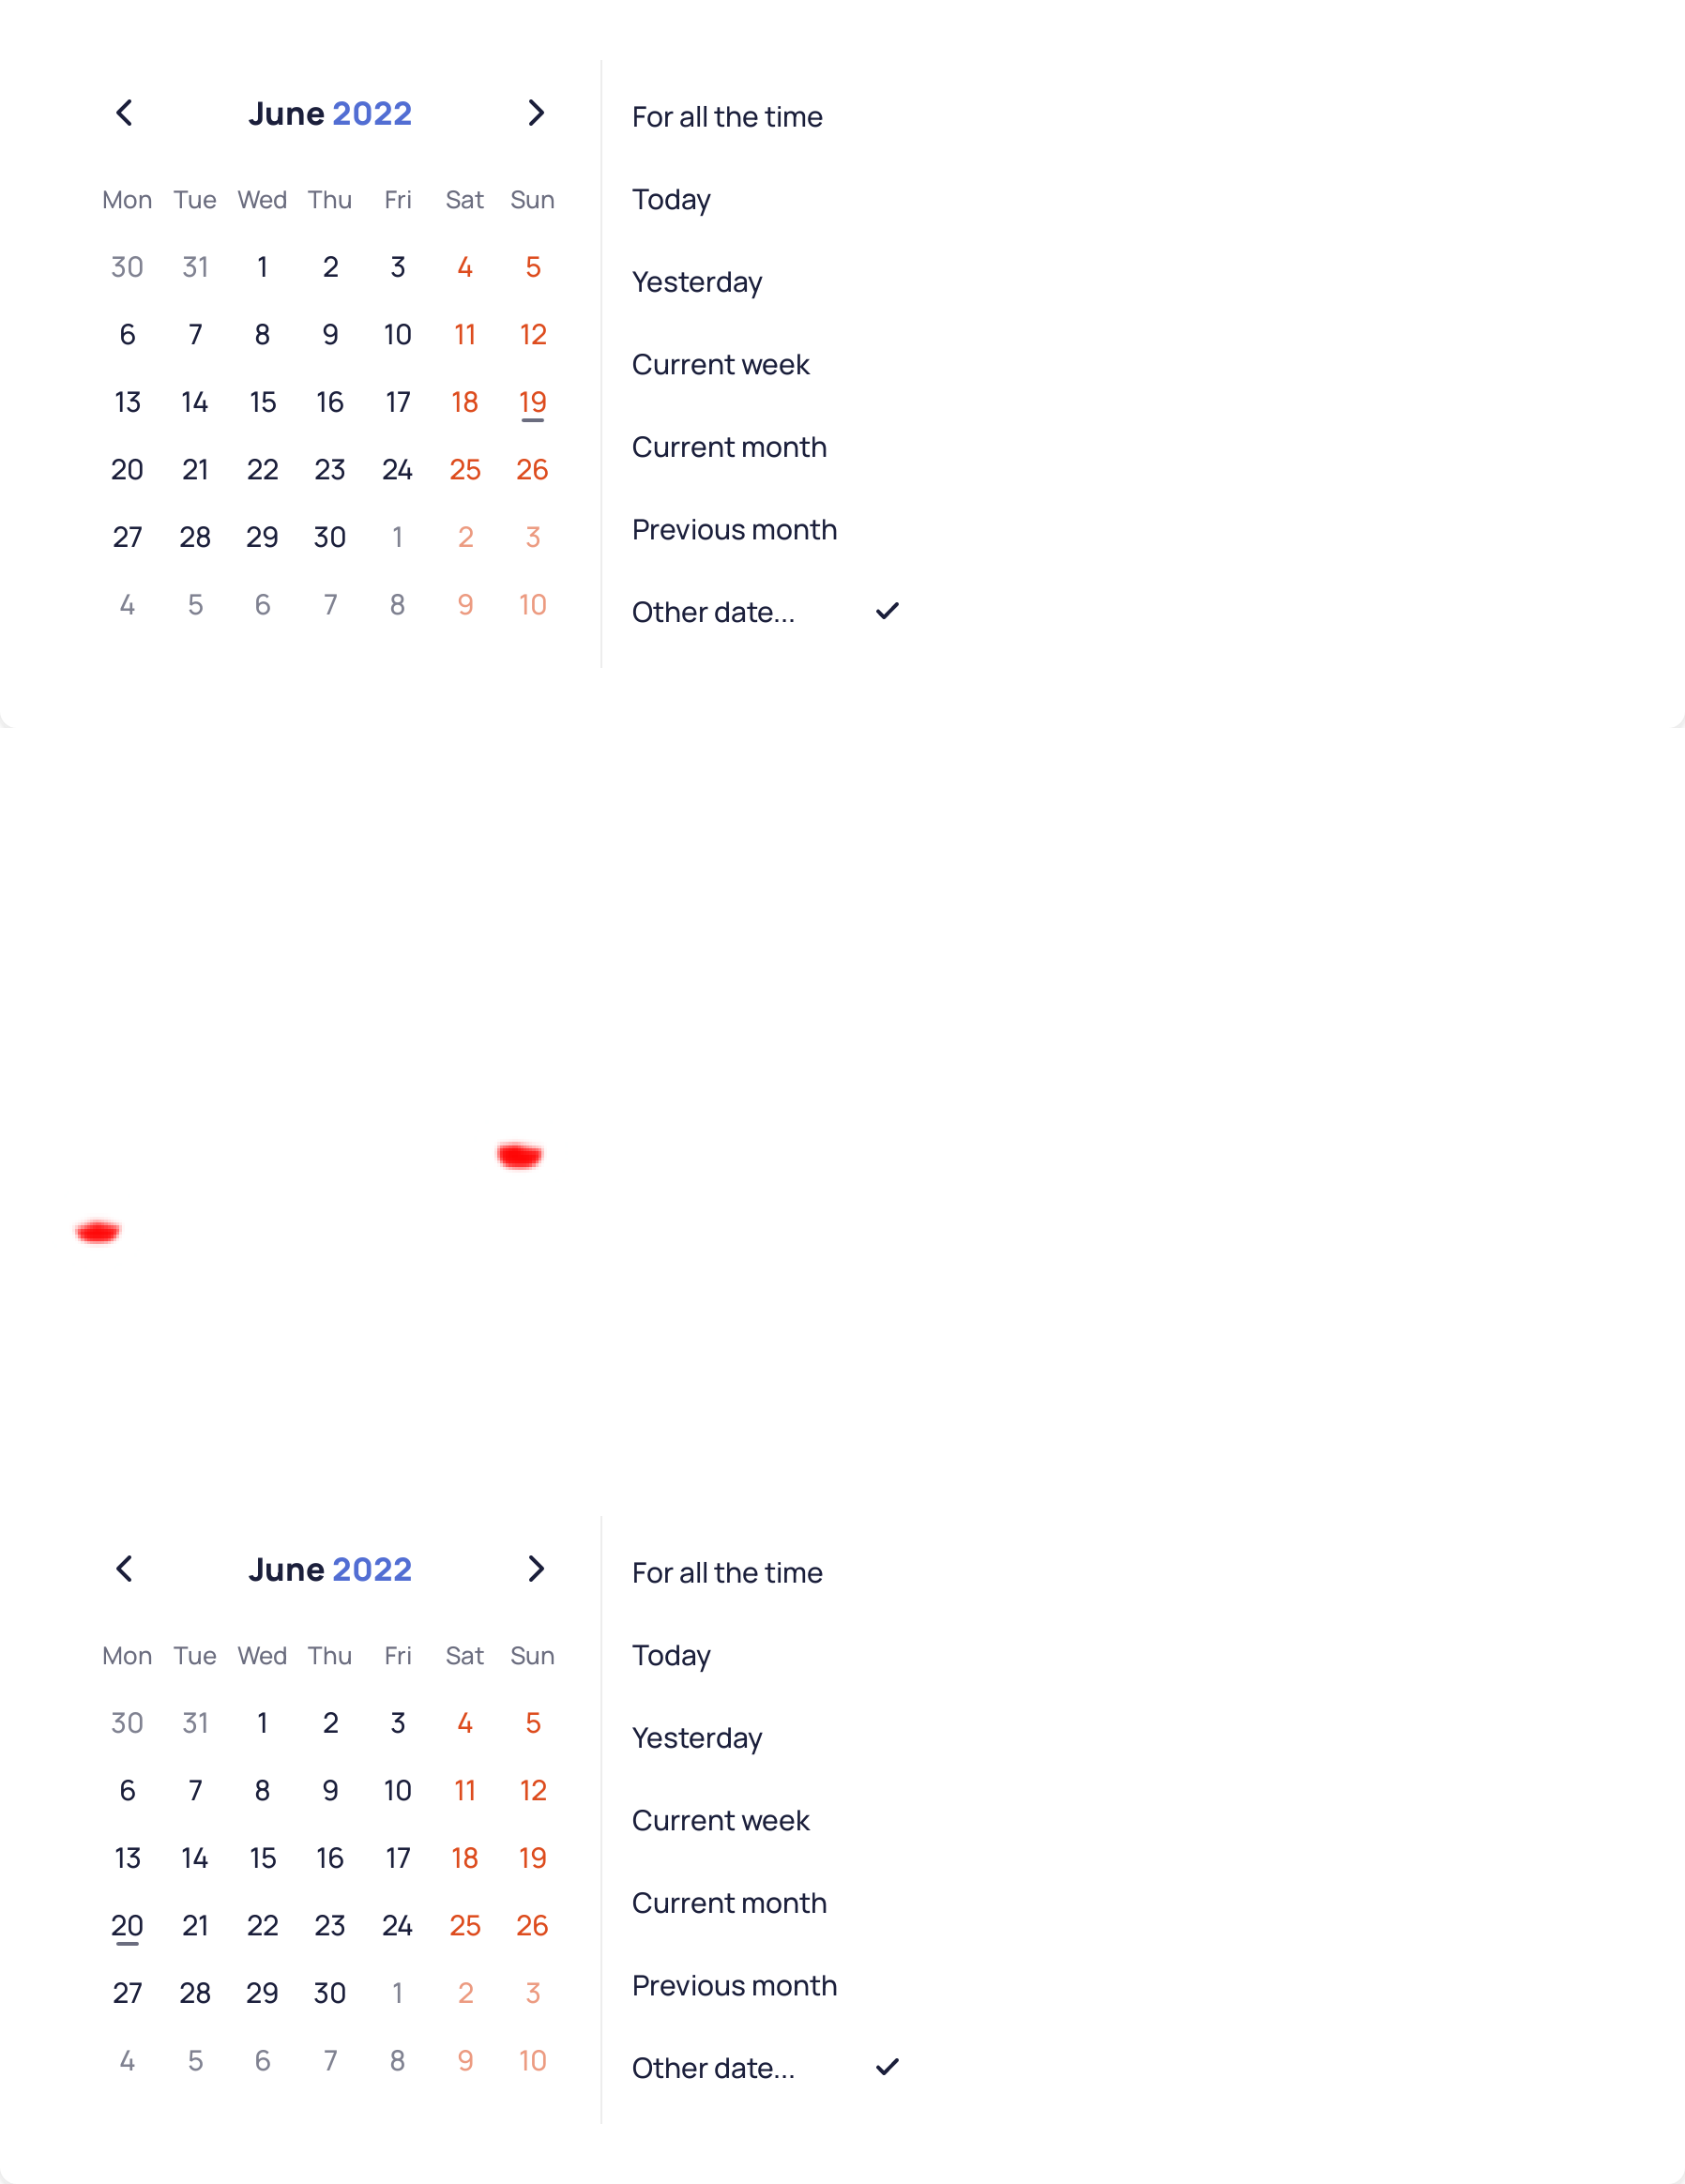 June 2022
Mon Tue Wed Thu Fri Sat Sun
30 31 1 2 3 4 5
6 7 8 9 10 11 12
13 14 15 16 17 18 19
20 21 22 23 24 25 26
27 28 29 30 1 2 3
4 5 6 7 8 9 10
For all the time
Today
Yesterday
Current week
Current month
Previous month
Other date...
June 2022
Mon Tue Wed Thu Fri Sat Sun
30 31 1 2 3 4 5
6 7 8 9 10 11 12
13 14 15 16 17 18 19
20 21 22 23 24 25 26
27 28 29 30 1 2 3
4 5 6 7 8 9 10
For all the time
Today
Yesterday
Current week
Current month
Previous month
Other date...